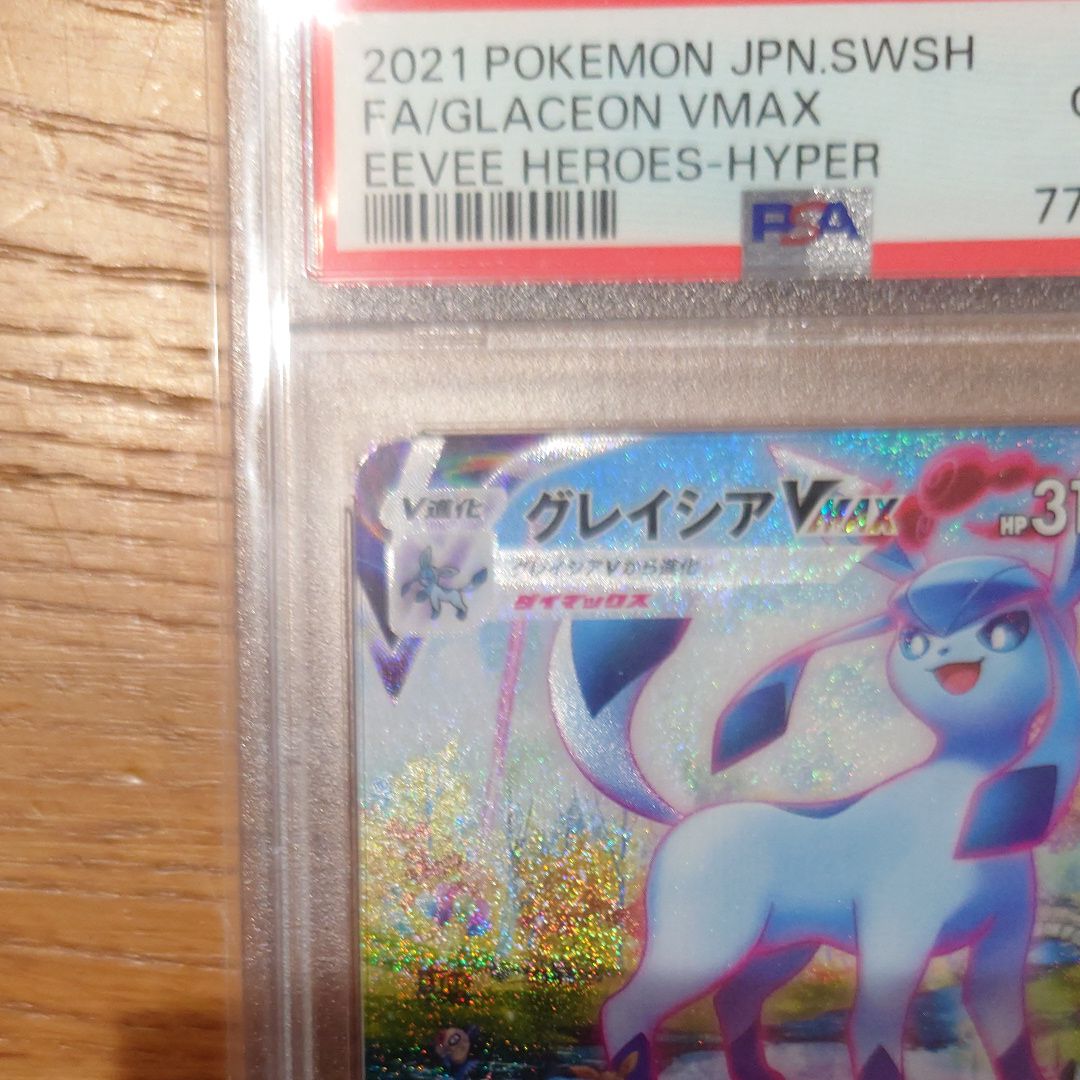 2021 POKEMON JPN.SWSH
FA/GLACEON VMAX
EEVEE HEROES-HYPER
77
PSA
V進化
グレイシアVMAX
HP 31
グレイシアVから進化
ダイマックス